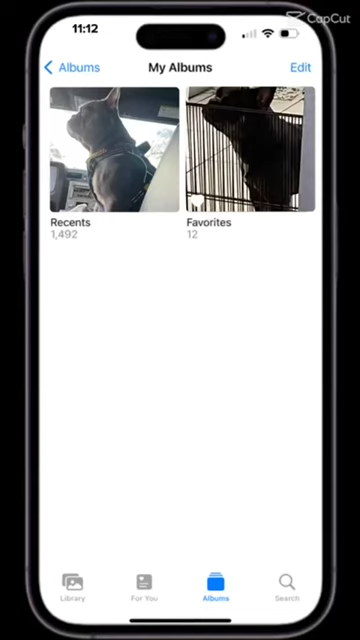 11:12
CapCut
Albums
My Albums
Edit
Recents
1,492
Favorites
12
Library
For You
Albums
Search